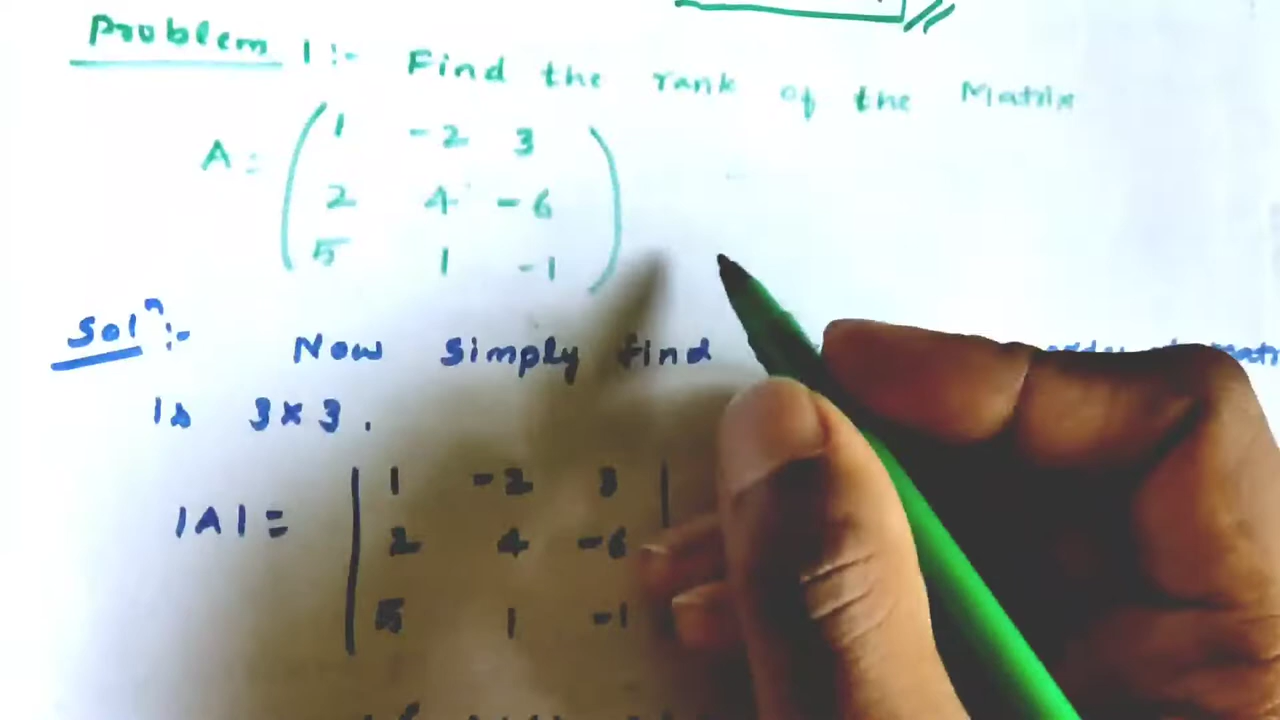 Problem 1:- Find the rank of the Matrix
A= ( 1 -2 3
2 4 -6
5 1 -1 )
Solⁿ:- Now Simply find
is 3×3.
|A| = | 1 -2 3 |
2 4 -6
5 1 -1